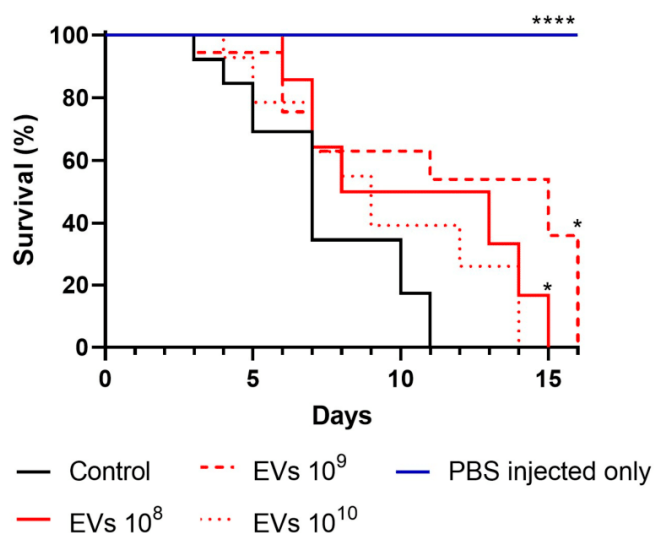 ****
100
80
60
40
20
0
Survival (%)
*
*
0 5 10 15
Days
Control EVs 10⁹ PBS injected only
EVs 10⁸ EVs 10¹⁰